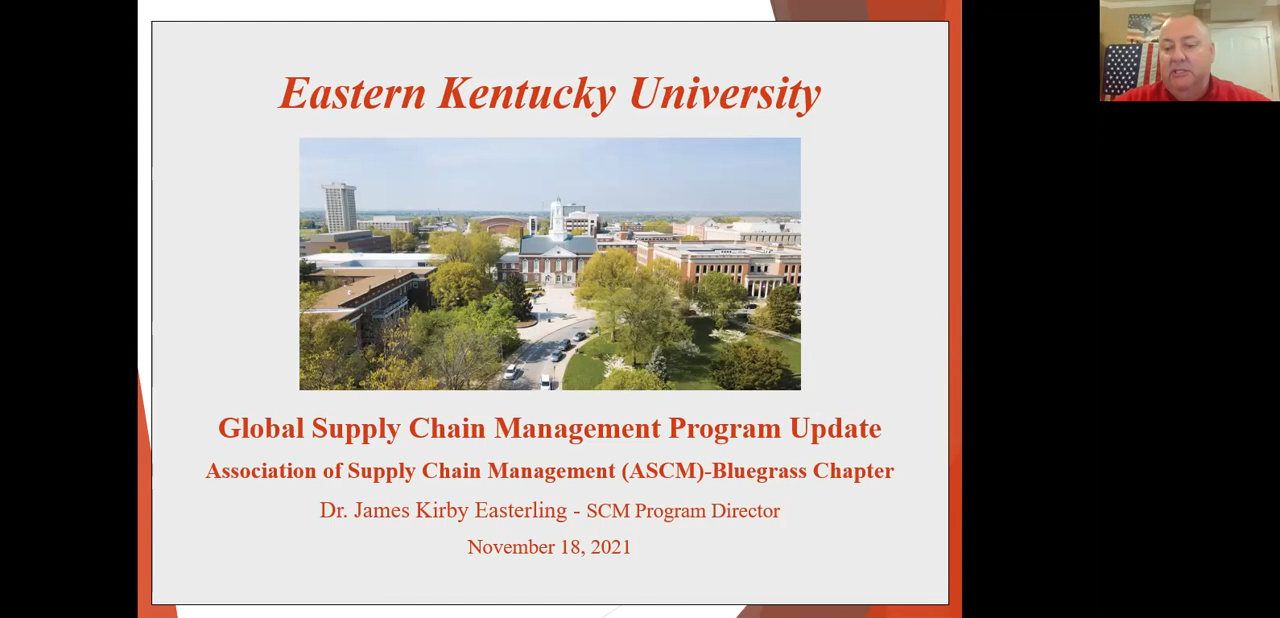 Eastern Kentucky University
Global Supply Chain Management Program Update
Association of Supply Chain Management (ASCM)-Bluegrass Chapter
Dr. James Kirby Easterling - SCM Program Director
November 18, 2021